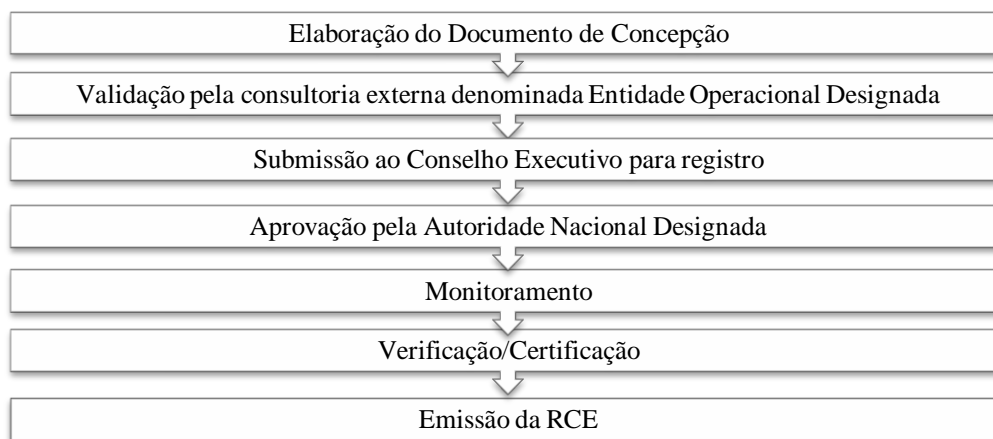 Elaboração do Documento de Concepção
Validação pela consultoria externa denominada Entidade Operacional Designada
Submissão ao Conselho Executivo para registro
Aprovação pela Autoridade Nacional Designada
Monitoramento
Verificação/Certificação
Emissão da RCE